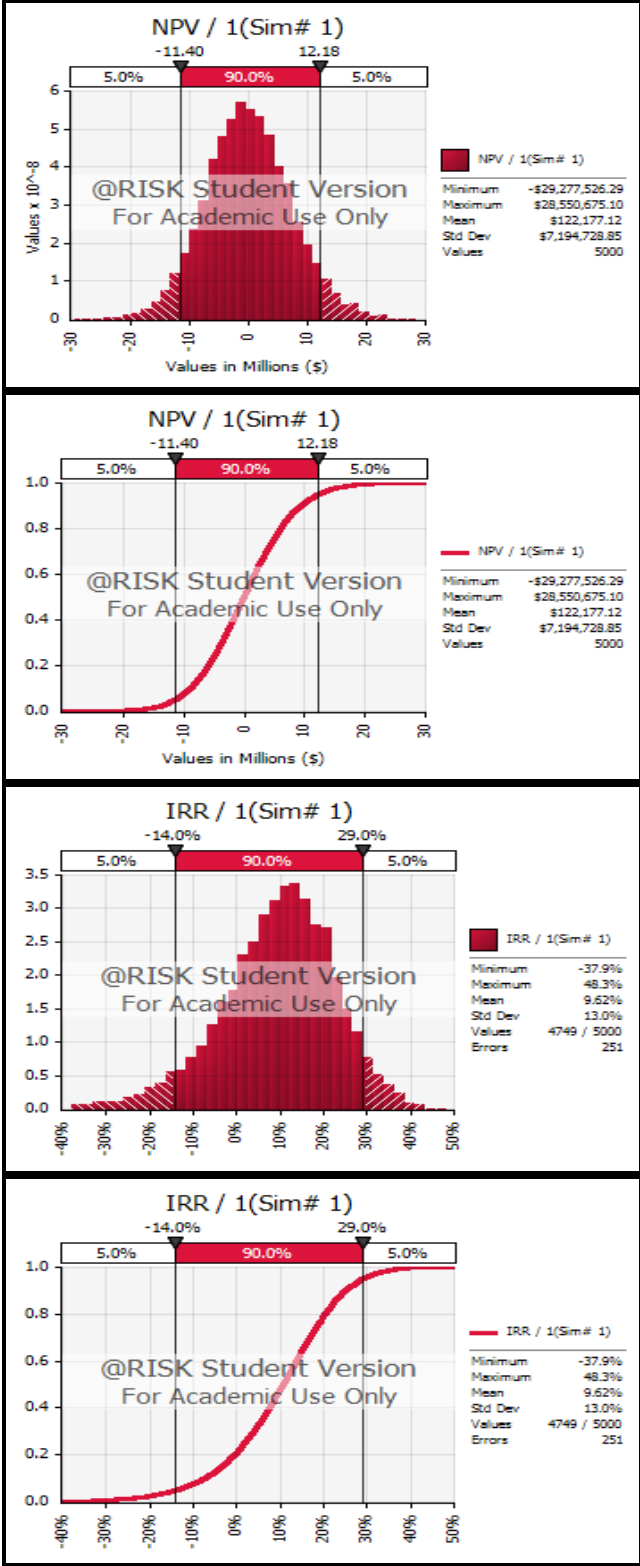 NPV / 1(Sim# 1)
-11.40 12.18
5.0% 90.0% 5.0%
6
5
4
3
2
1
0
Values x 10^-8
@RISK Student Version
For Academic Use Only
-30 -20 -10 0 10 20 30
Values in Millions ($)
NPV / 1(Sim# 1)
Minimum -$29,277,526.29
Maximum $28,550,675.10
Mean $122,177.12
Std Dev $7,194,728.85
Values 5000
NPV / 1(Sim# 1)
-11.40 12.18
5.0% 90.0% 5.0%
1.0
0.8
0.6
0.4
0.2
0.0
@RISK Student Version
For Academic Use Only
-30 -20 -10 0 10 20 30
Values in Millions ($)
NPV / 1(Sim# 1)
Minimum -$29,277,526.29
Maximum $28,550,675.10
Mean $122,177.12
Std Dev $7,194,728.85
Values 5000
IRR / 1(Sim# 1)
-14.0% 29.0%
5.0% 90.0% 5.0%
3.5
3.0
2.5
2.0
1.5
1.0
0.5
0.0
@RISK Student Version
For Academic Use Only
-40% -30% -20% -10% 0% 10% 20% 30% 40% 50%
IRR / 1(Sim# 1)
Minimum -37.9%
Maximum 48.3%
Mean 9.62%
Std Dev 13.0%
Values 4749 / 5000
Errors 251
IRR / 1(Sim# 1)
-14.0% 29.0%
5.0% 90.0% 5.0%
1.0
0.8
0.6
0.4
0.2
0.0
@RISK Student Version
For Academic Use Only
-40% -30% -20% -10% 0% 10% 20% 30% 40% 50%
IRR / 1(Sim# 1)
Minimum -37.9%
Maximum 48.3%
Mean 9.62%
Std Dev 13.0%
Values 4749 / 5000
Errors 251